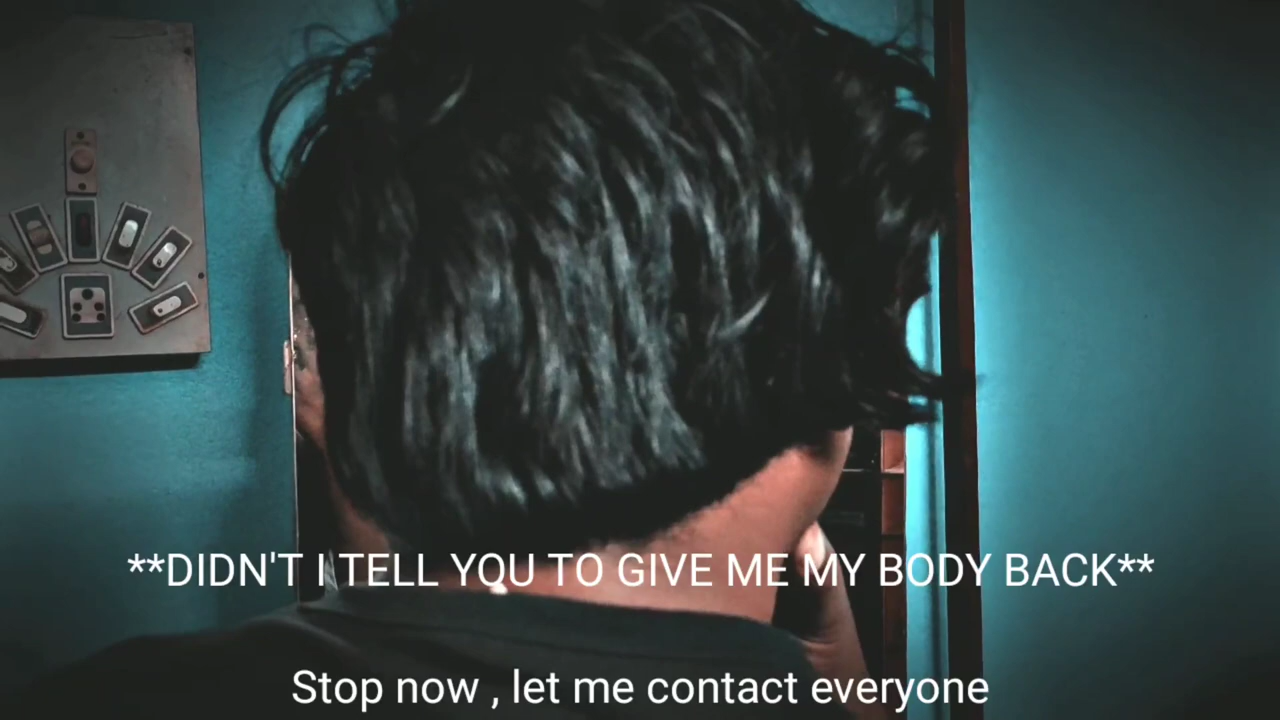 **DIDN'T I TELL YOU TO GIVE ME MY BODY BACK**
Stop now , let me contact everyone